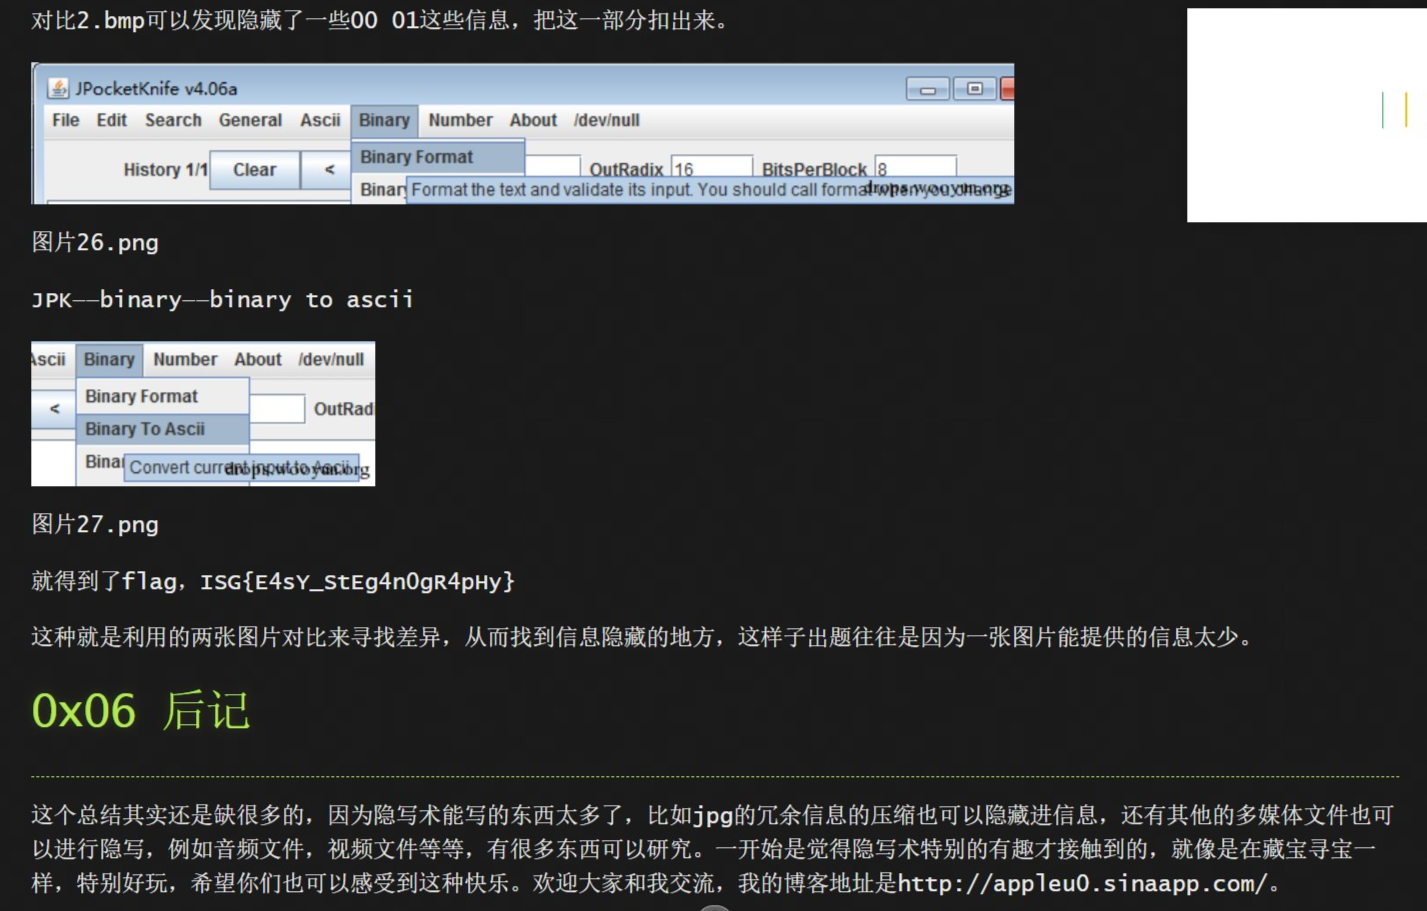 对比2.bmp可以发现隐藏了一些00 01这些信息，把这一部分扣出来。
JPocketKnife v4.06a
File Edit Search General Ascii Binary Number About /dev/null
Binary Format
History 1/1 Clear < OutRadix 16 BitsPerBlock 8
Format the text and validate its input. You should call format when you change
drops.wooyun.org
图片26.png
JPK——binary——binary to ascii
Ascii Binary Number About /dev/null
Binary Format
<
Binary To Ascii
Convert current input to Ascii.
drops.wooyun.org
图片27.png
就得到了flag，ISG{E4sY_StEg4n0gR4pHy}
这种就是利用的两张图片对比来寻找差异，从而找到信息隐藏的地方，这样子出题往往是因为一张图片能提供的信息太少。
0x06 后记
这个总结其实还是缺很多的，因为隐写术能写的东西太多了，比如jpg的冗余信息的压缩也可以隐藏进信息，还有其他的多媒体文件也可
以进行隐写，例如音频文件，视频文件等等，有很多东西可以研究。一开始是觉得隐写术特别的有趣才接触到的，就像是在藏宝寻宝一
样，特别好玩，希望你们也可以感受到这种快乐。欢迎大家和我交流，我的博客地址是http://appleu0.sinaapp.com/。